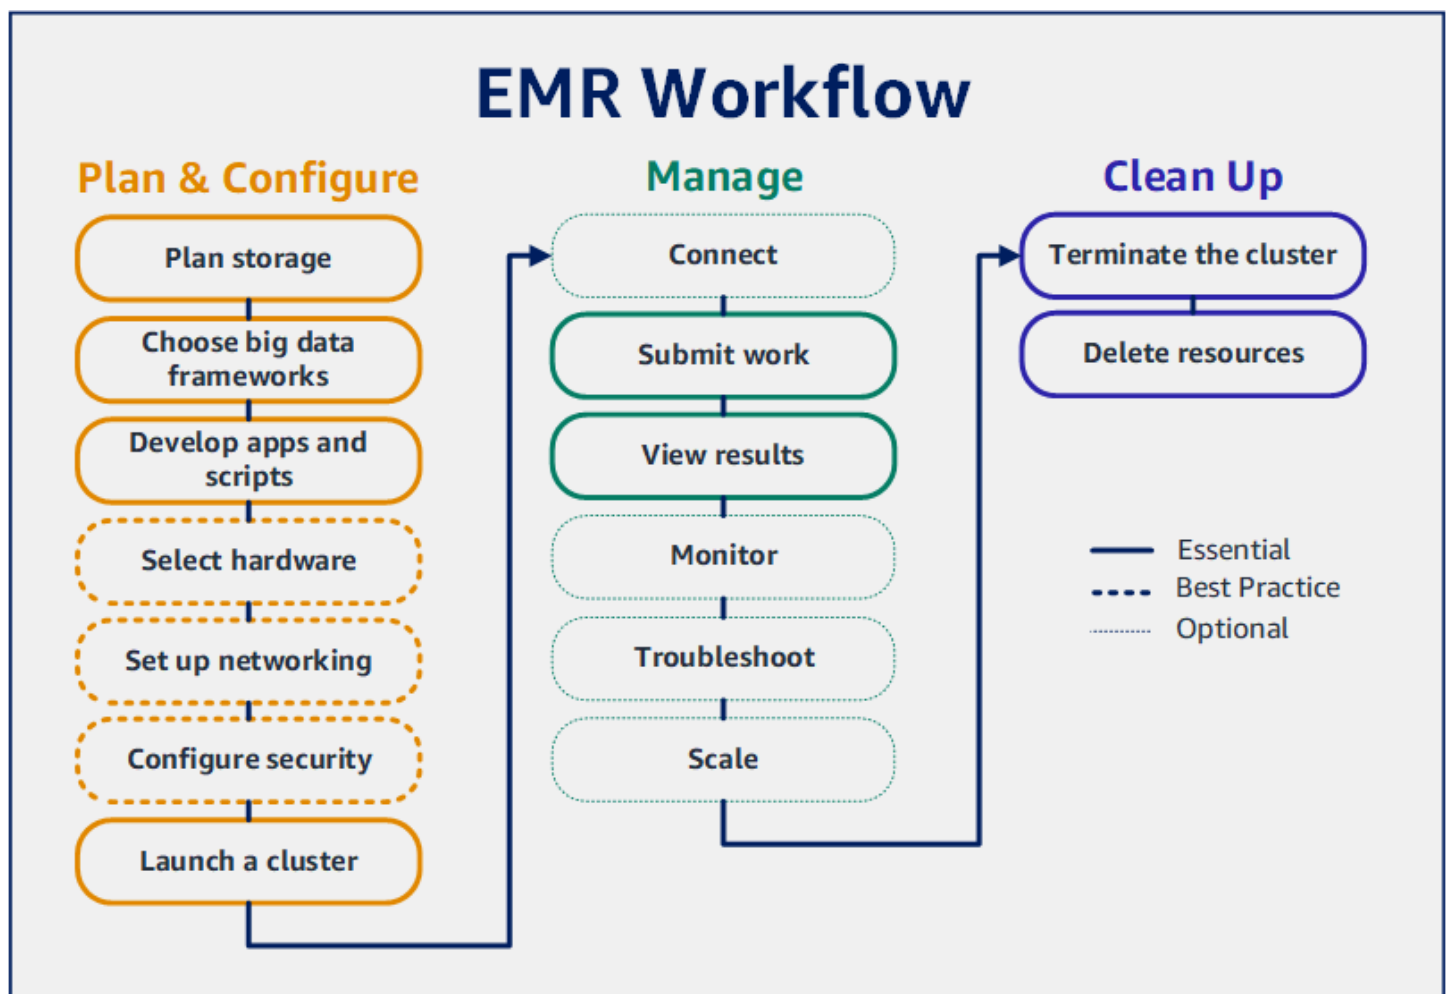 EMR Workflow
Plan & Configure
Plan storage
Choose big data
frameworks
Develop apps and
scripts
Select hardware
Set up networking
Configure security
Launch a cluster
Manage
Connect
Submit work
View results
Monitor
Troubleshoot
Scale
Clean Up
Terminate the cluster
Delete resources
Essential
Best Practice
Optional